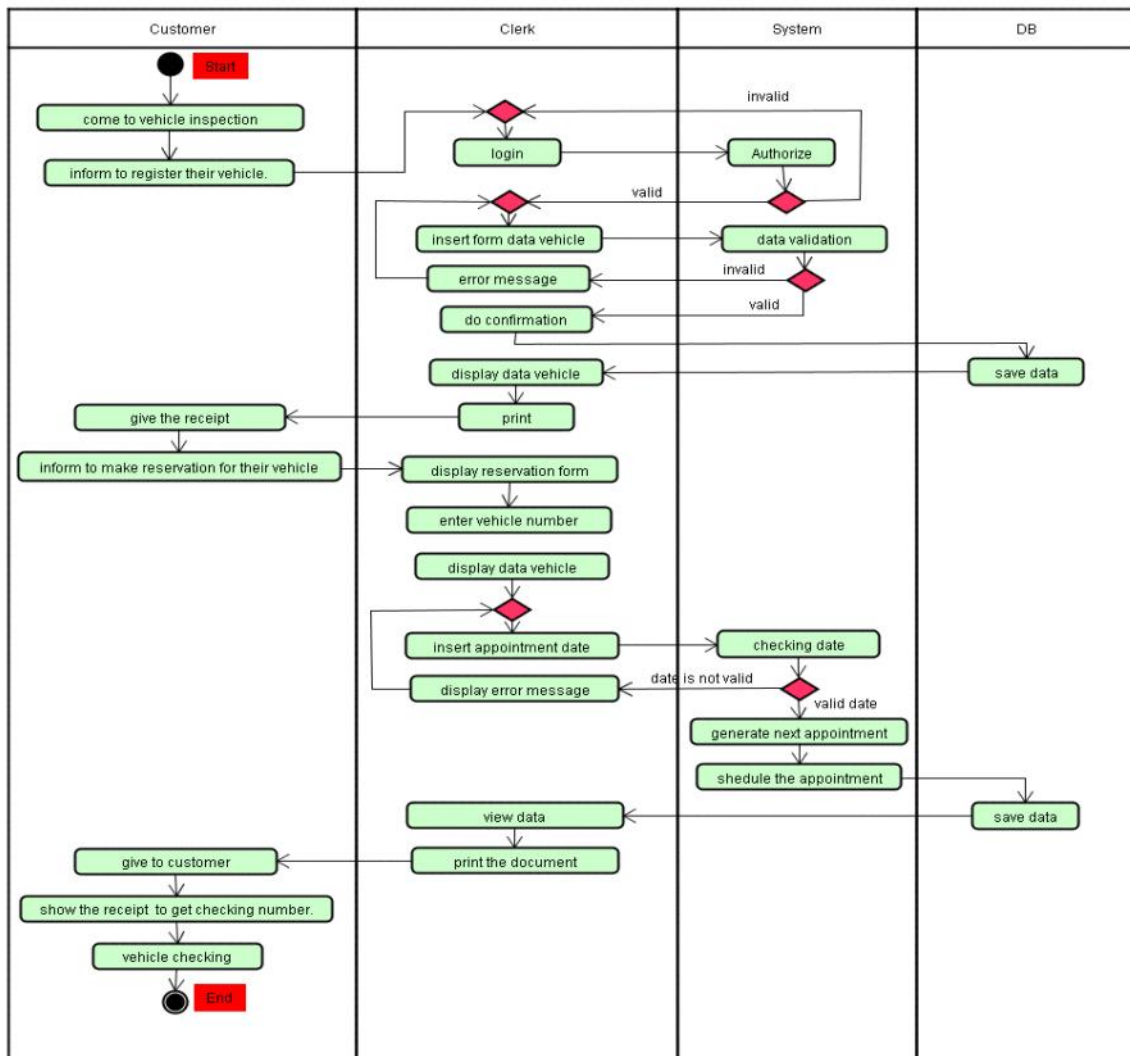 Customer
Clerk
System
DB
Start
invalid
come to vehicle inspection
login
Authorize
inform to register their vehicle.
valid
insert form data vehicle
data validation
error message
invalid
valid
do confirmation
display data vehicle
save data
give the receipt
print
inform to make reservation for their vehicle
display reservation form
enter vehicle number
display data vehicle
insert appointment date
checking date
display error message
date is not valid
valid date
generate next appointment
shedule the appointment
view data
save data
give to customer
print the document
show the receipt to get checking number.
vehicle checking
End